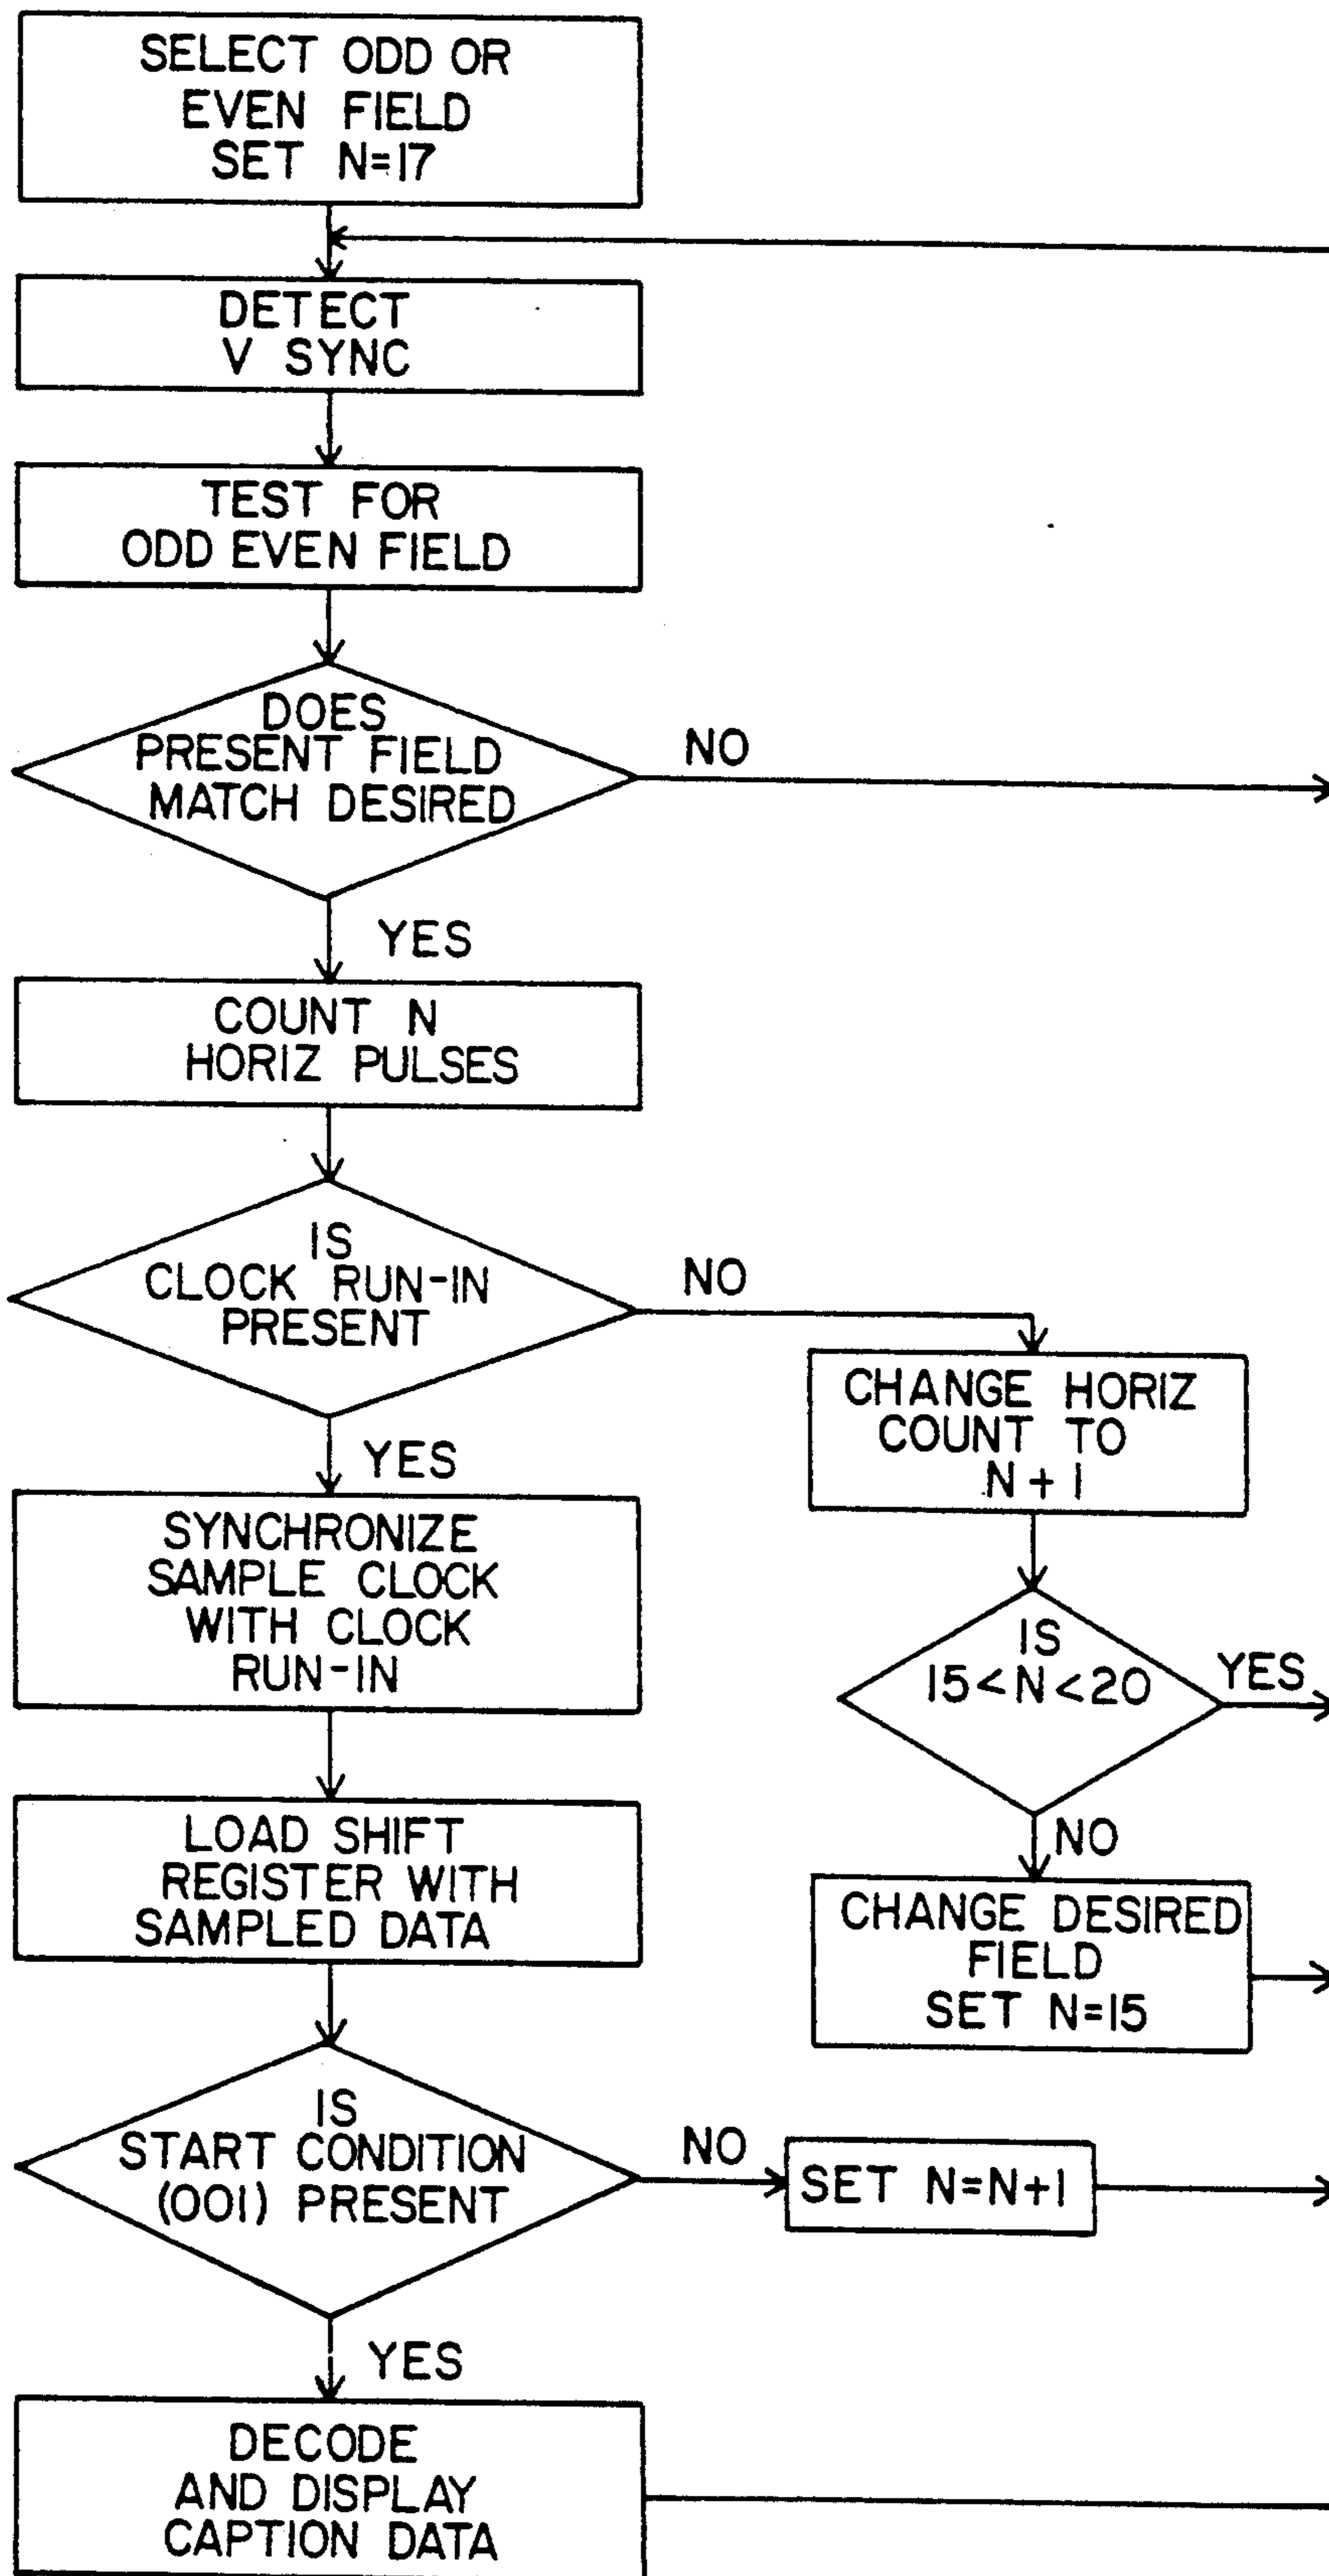 SELECT ODD OR
EVEN FIELD
SET N=17
DETECT
V SYNC
TEST FOR
ODD EVEN FIELD
DOES
PRESENT FIELD
MATCH DESIRED
NO
YES
COUNT N
HORIZ PULSES
IS
CLOCK RUN-IN
PRESENT
NO
YES
CHANGE HORIZ
COUNT TO
N + 1
SYNCHRONIZE
SAMPLE CLOCK
WITH CLOCK
RUN-IN
IS
15<N<20
YES
NO
LOAD SHIFT
REGISTER WITH
SAMPLED DATA
CHANGE DESIRED
FIELD
SET N=15
IS
START CONDITION
(001) PRESENT
NO
SET N=N+1
YES
DECODE
AND DISPLAY
CAPTION DATA